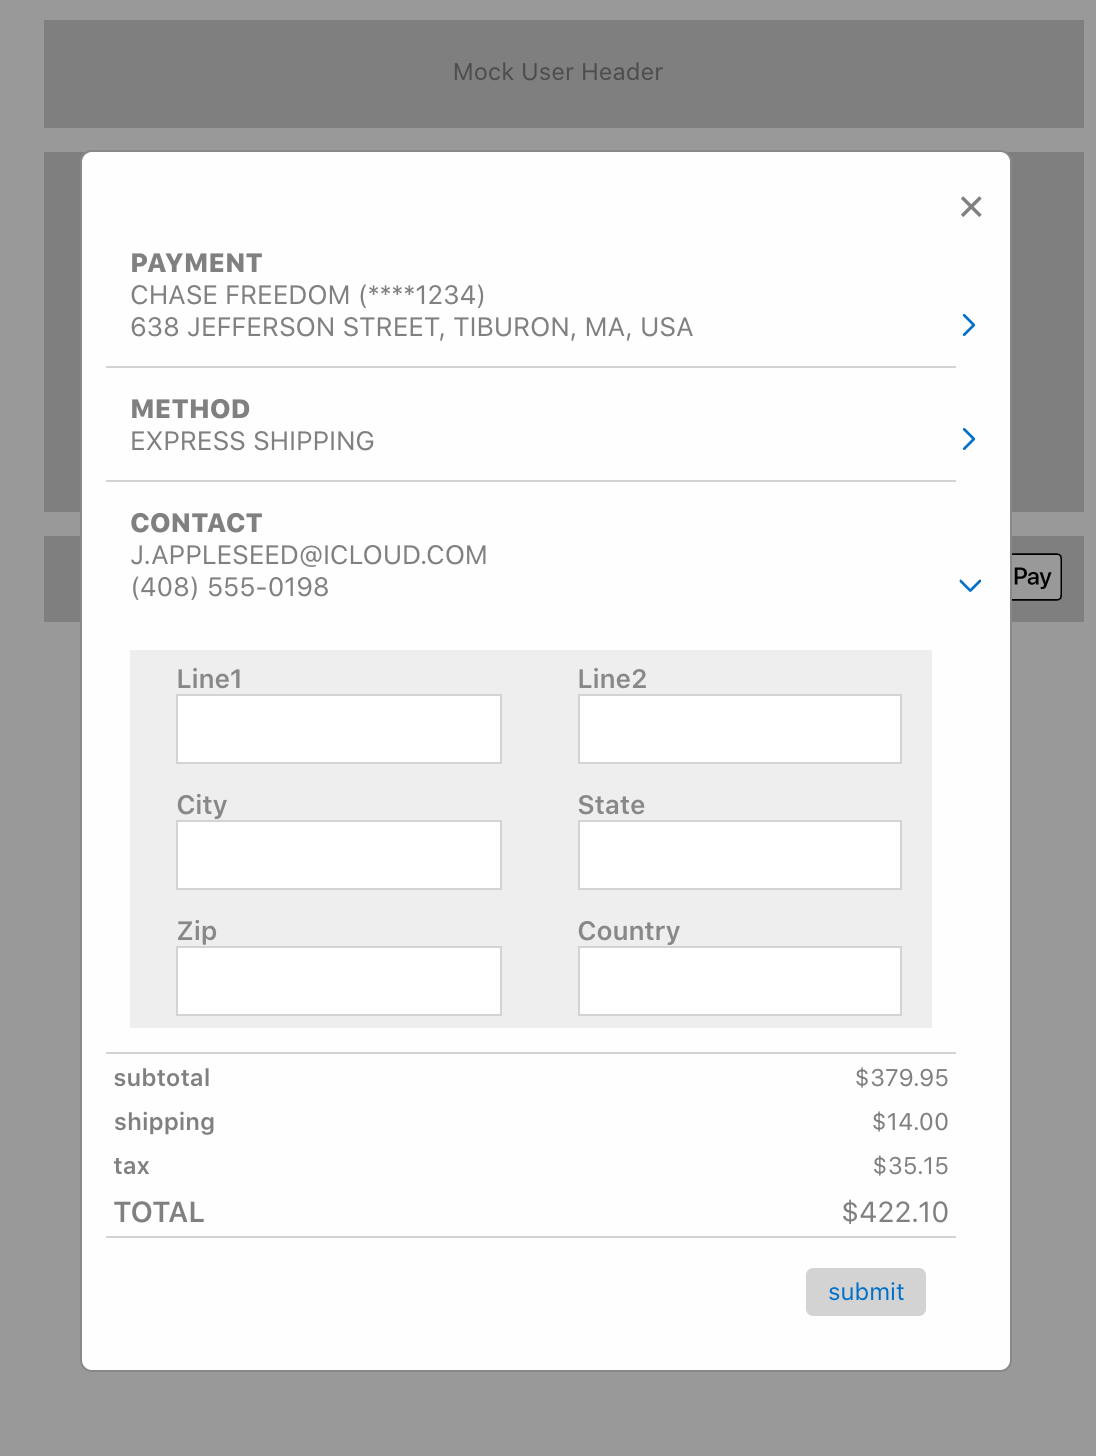 Mock User Header
PAYMENT
CHASE FREEDOM (****1234)
638 JEFFERSON STREET, TIBURON, MA, USA
METHOD
EXPRESS SHIPPING
CONTACT
J.APPLESEED@ICLOUD.COM
(408) 555-0198
Pay
Line1 Line2
City State
Zip Country
subtotal $379.95
shipping $14.00
tax $35.15
TOTAL $422.10
submit